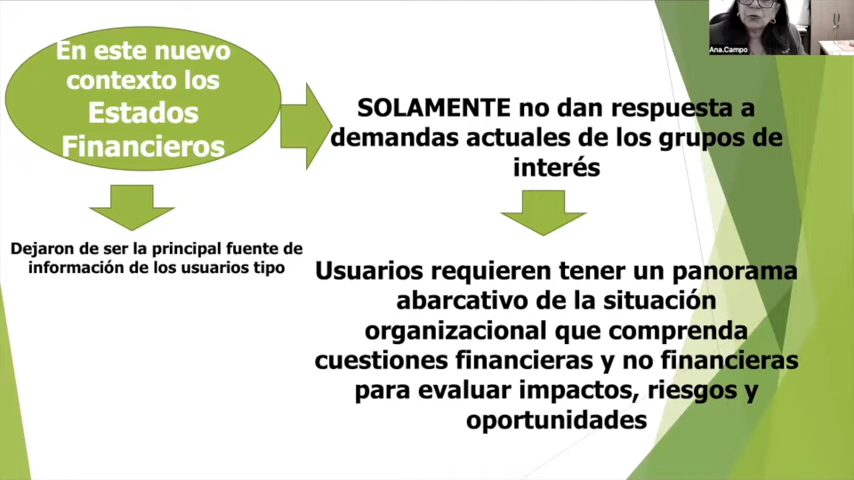 En este nuevo
contexto los
Estados
Financieros
SOLAMENTE no dan respuesta a
demandas actuales de los grupos de
interés
Dejaron de ser la principal fuente de
información de los usuarios tipo
Usuarios requieren tener un panorama
abarcativo de la situación
organizacional que comprenda
cuestiones financieras y no financieras
para evaluar impactos, riesgos y
oportunidades
Ana.Campo